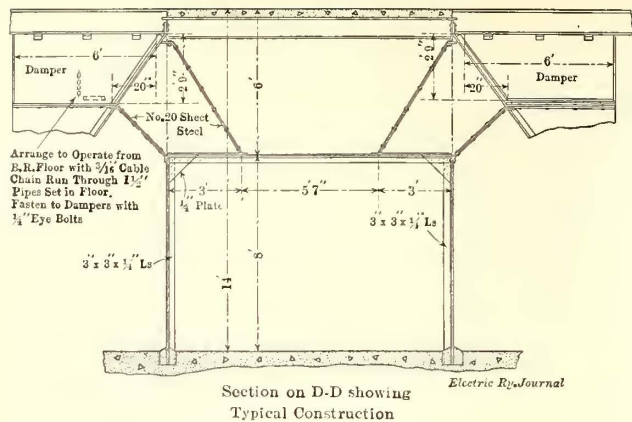 6'
Damper
20"
2'9"
6'
2'9"
20"
6'
Damper
No.20 Sheet
Steel
Arrange to Operate from
B.R.Floor with 3/16" Cable
Chain Run Through 1½"
Pipes Set in Floor.
Fasten to Dampers with
¼" Eye Bolts
3'
5'7"
3'
¼" Plate
3" x 3" x ¼" Ls
3" x 3" x ¼" Ls
14'
8'
Section on D-D showing
Typical Construction
Electric Ry. Journal